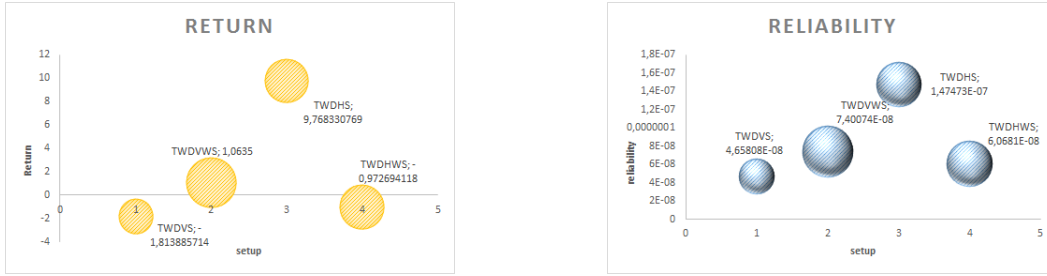 RETURN
12
10
8
6
4
2
0
-2
-4
Return
0
1
2
3
4
5
setup
TWDHS;
9,768330769
TWDVWS; 1,0635
TWDHWS; -
0,972694118
TWDVS; -
1,813885714
RELIABILITY
1,8E-07
1,6E-07
1,4E-07
1,2E-07
0,0000001
8E-08
6E-08
4E-08
2E-08
0
reliability
0
1
2
3
4
5
setup
TWDHS;
1,47473E-07
TWDVWS;
7,40074E-08
TWDVS;
4,65808E-08
TWDHWS;
6,0681E-08